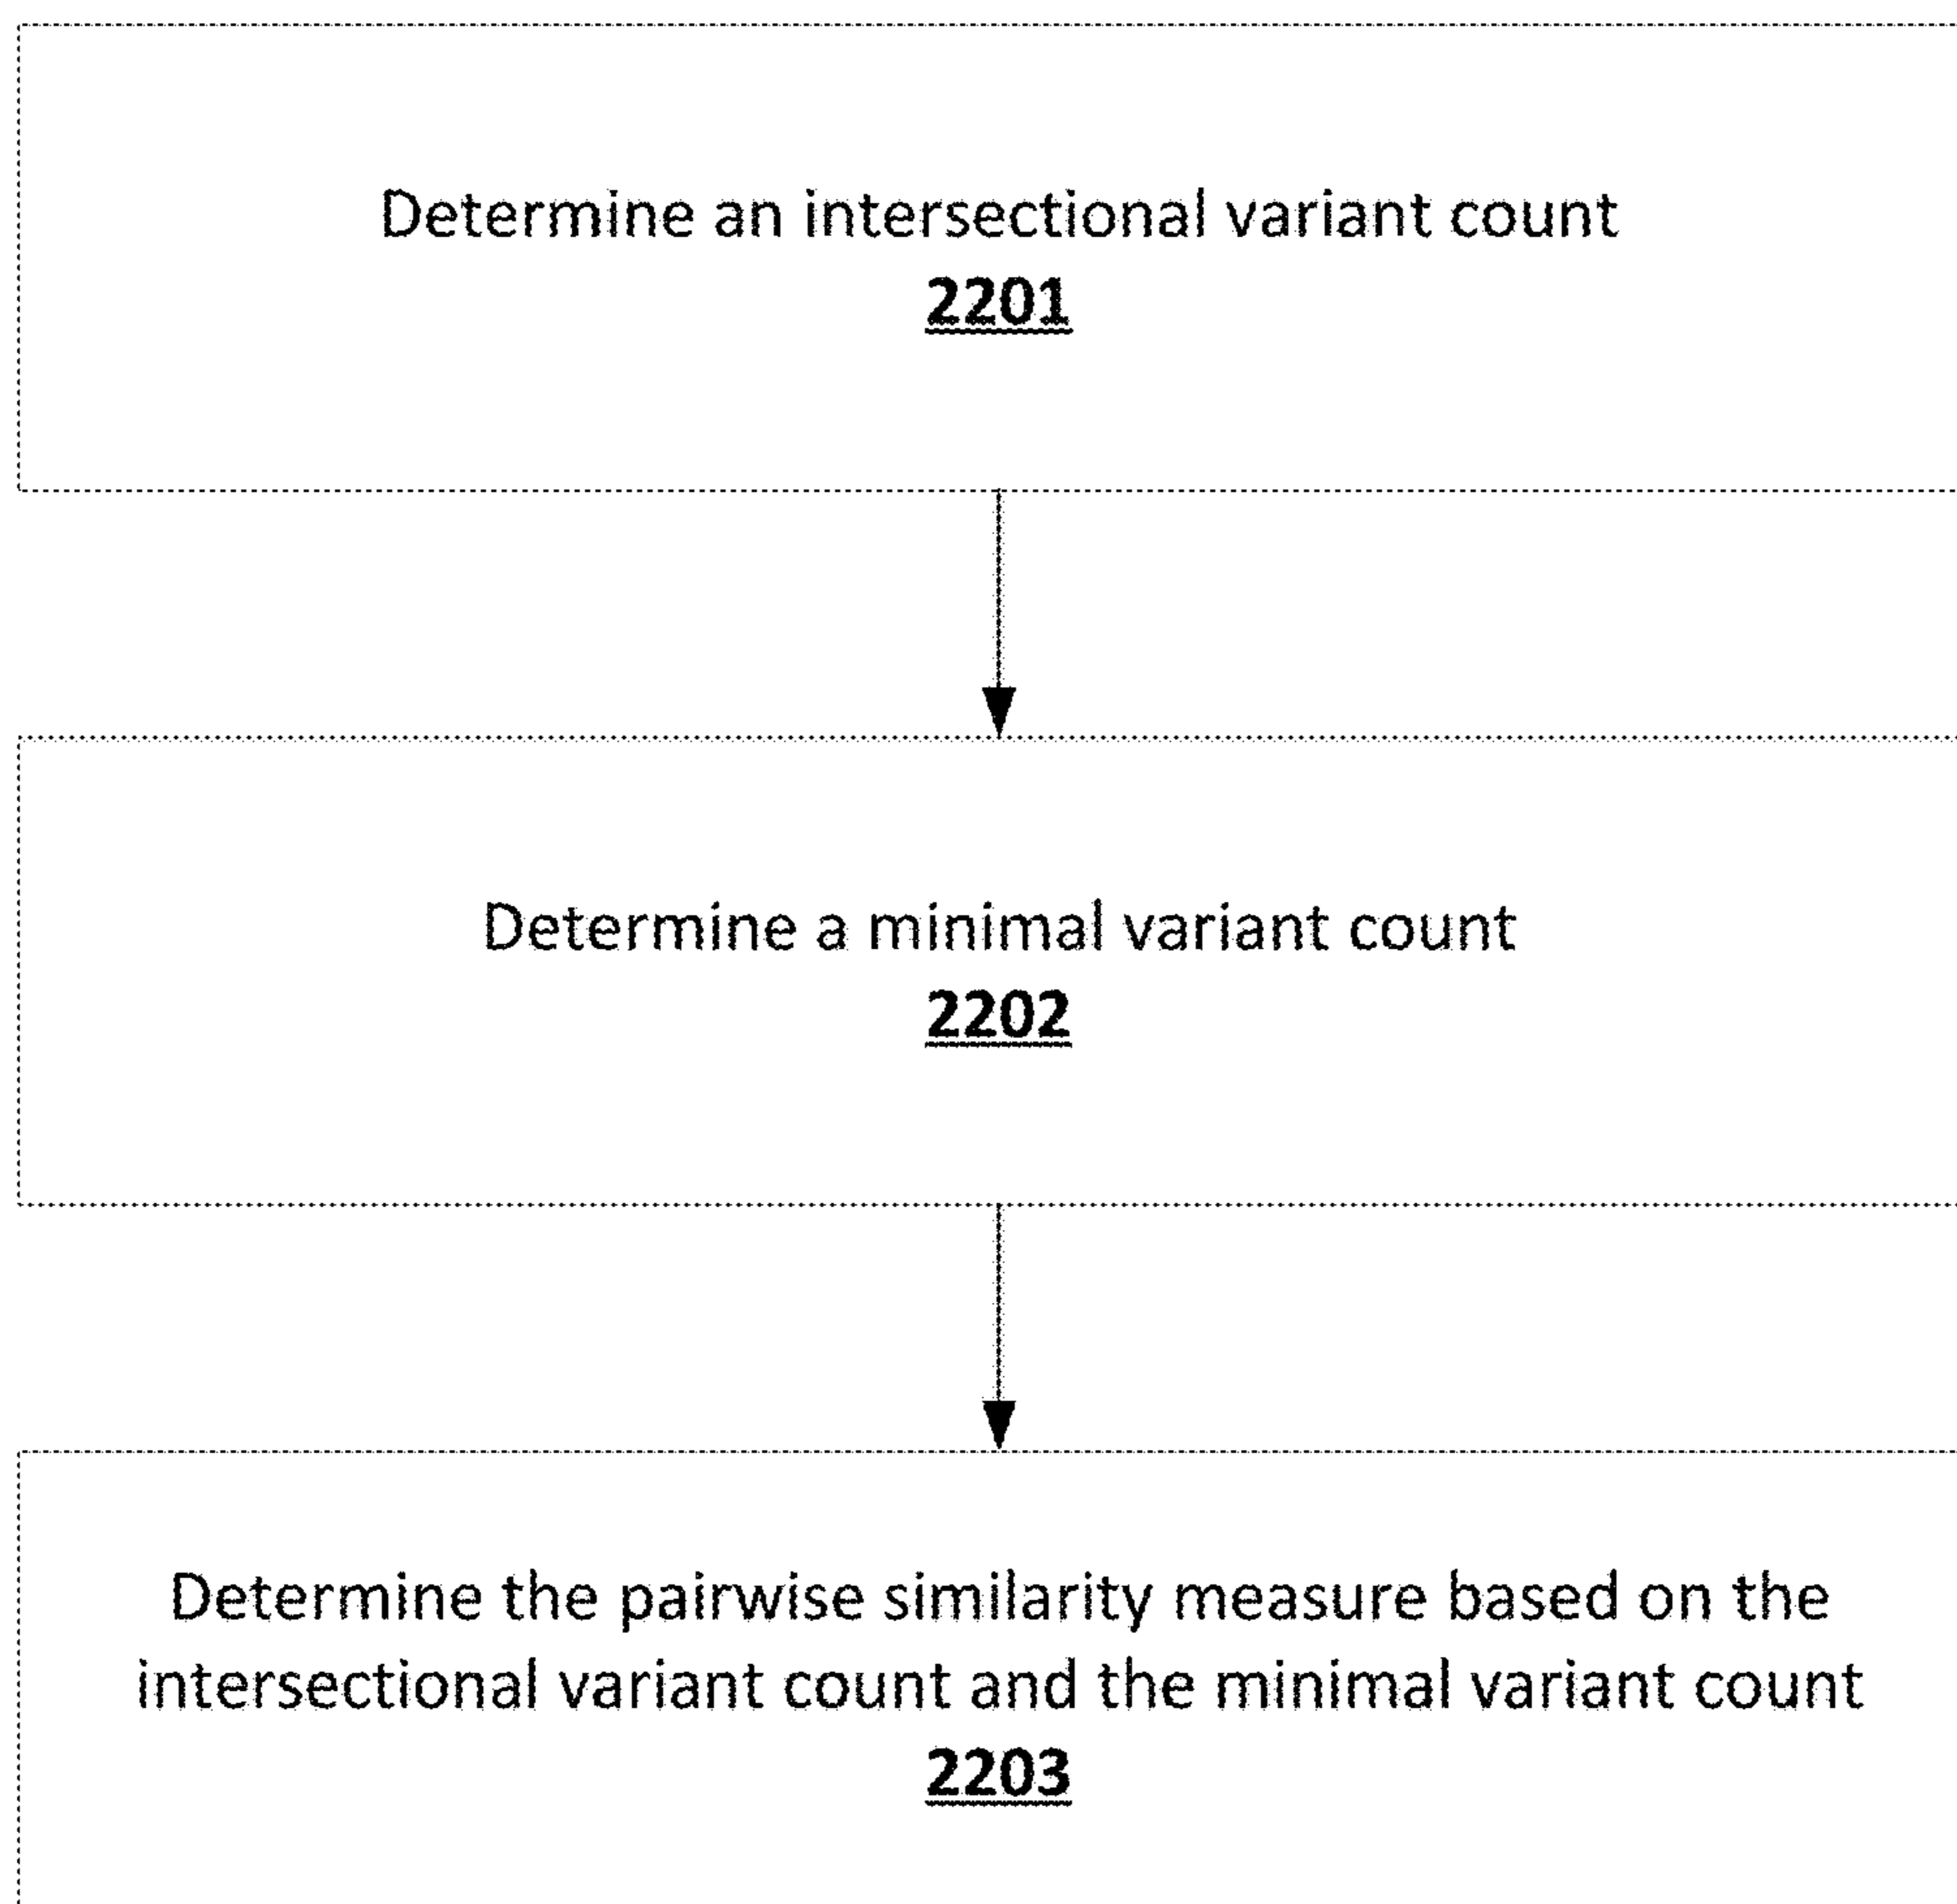 Determine an intersectional variant count
2201
Determine a minimal variant count
2202
Determine the pairwise similarity measure based on the
intersectional variant count and the minimal variant count
2203